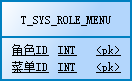 T_SYS_ROLE_MENU
角色ID INT <pk>
菜单ID INT <pk>